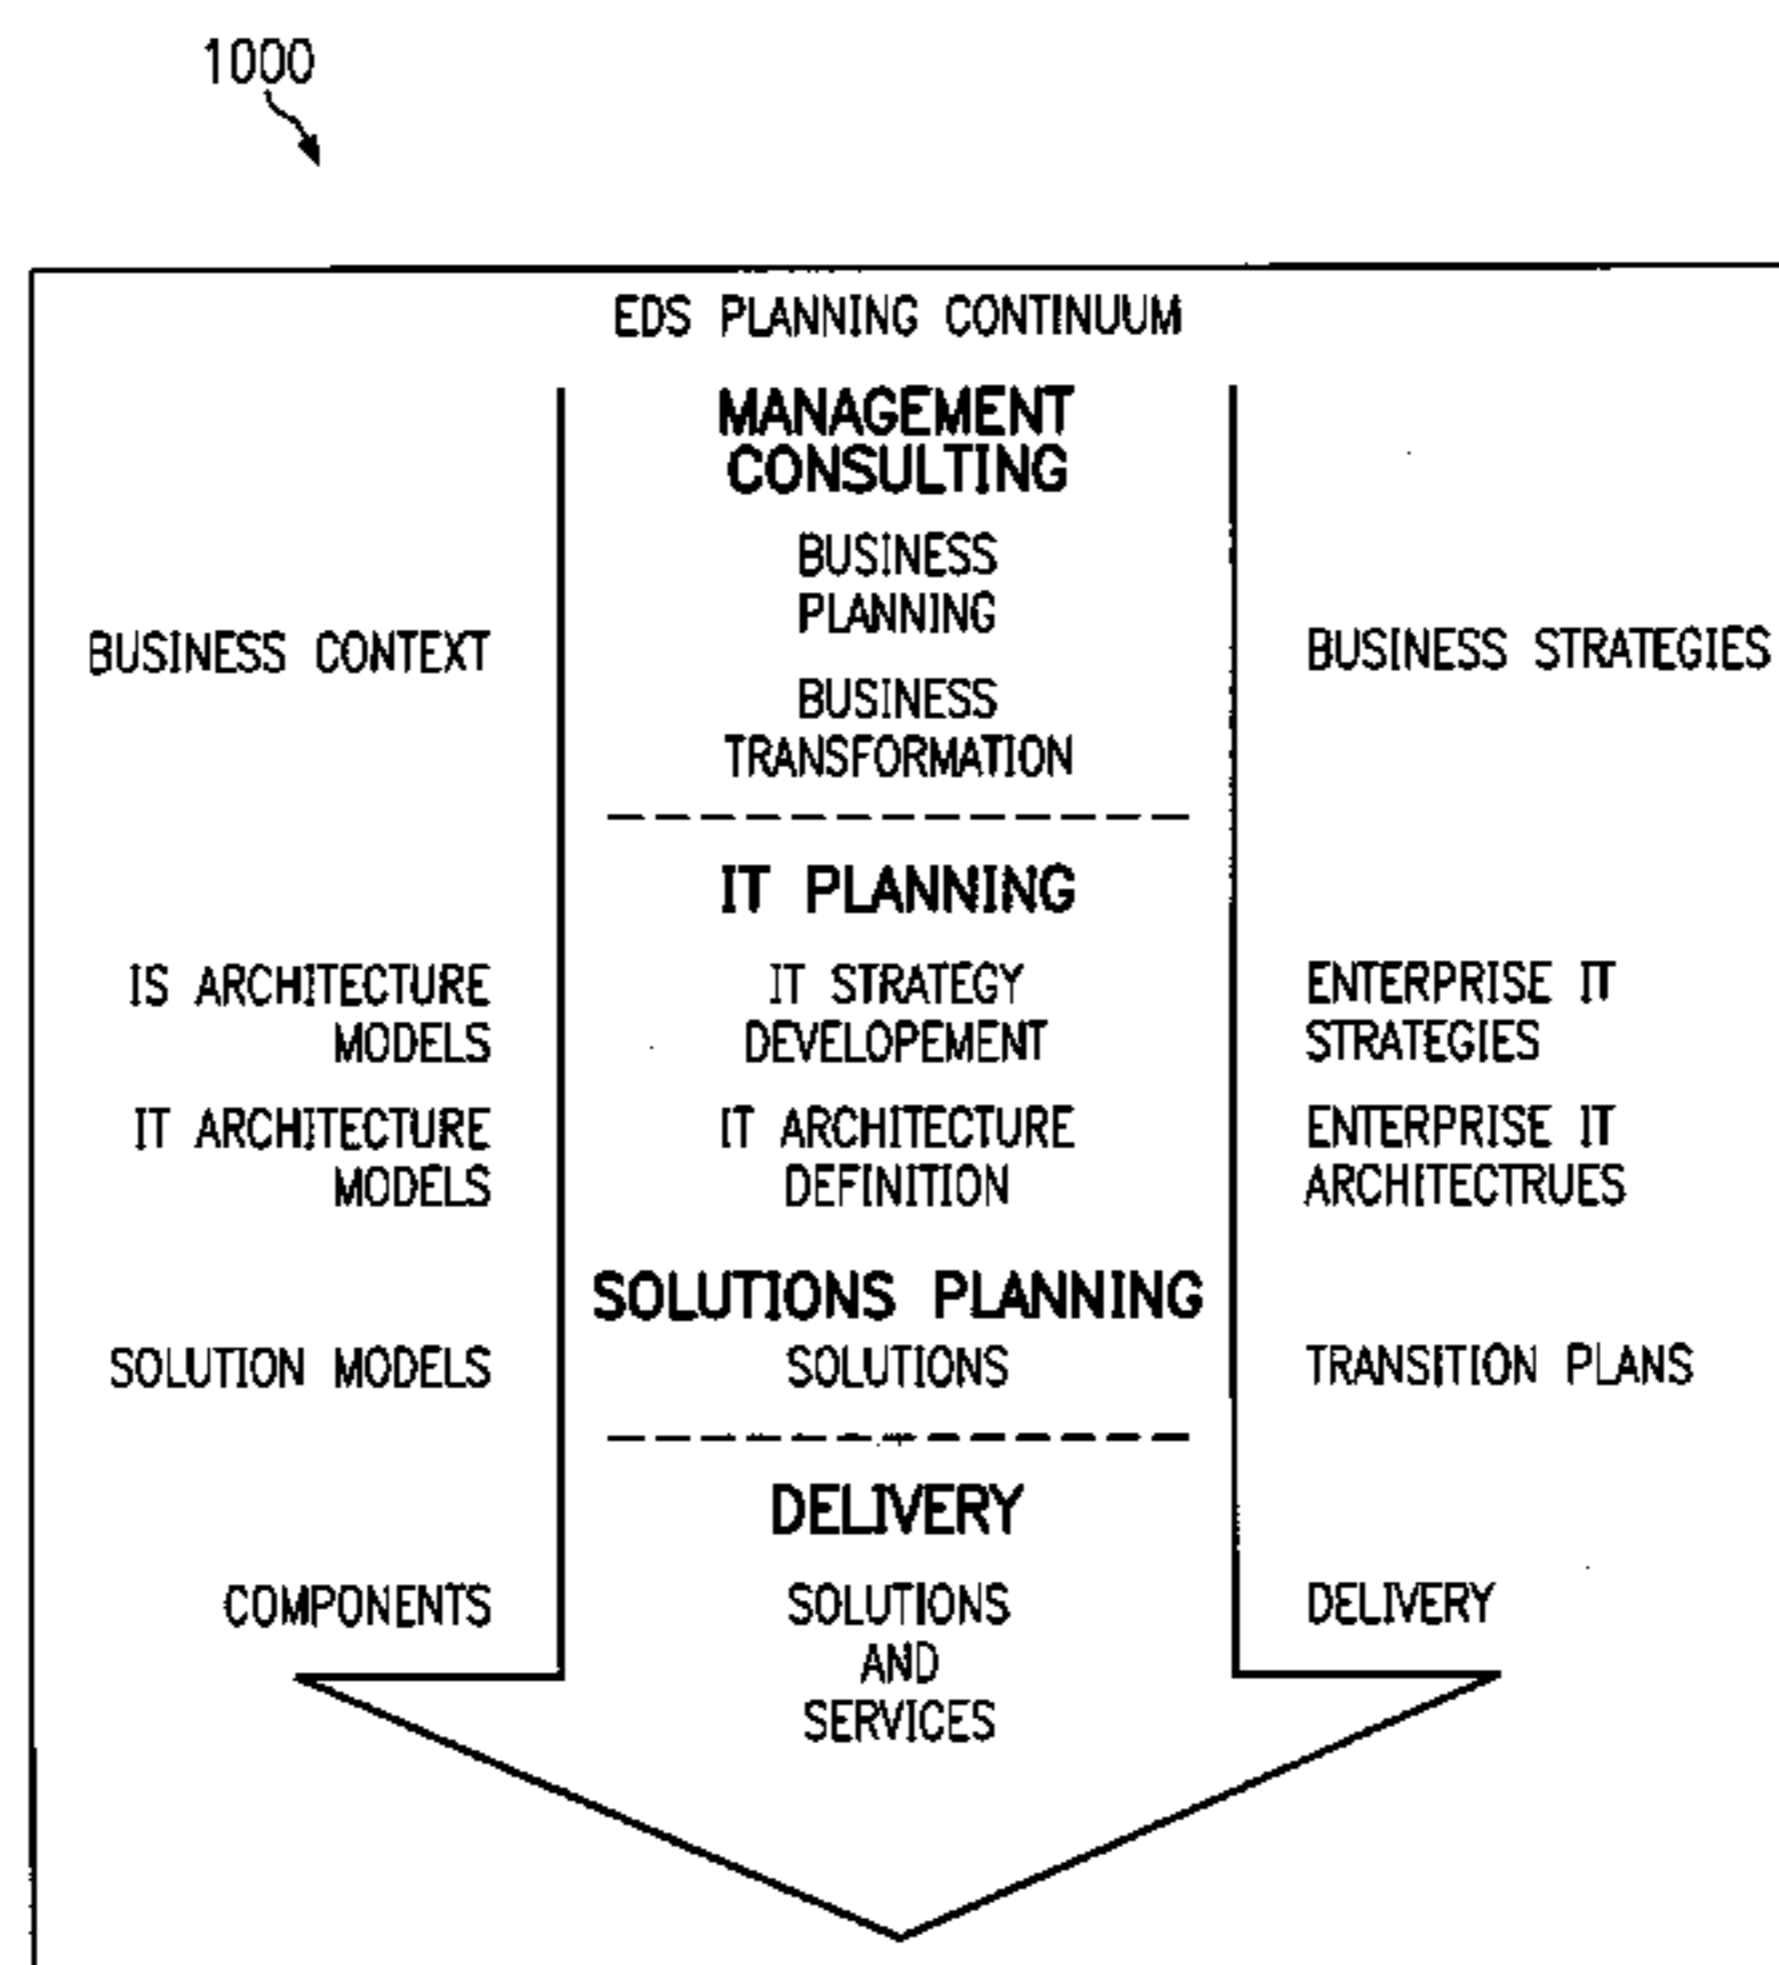 1000
EDS PLANNING CONTINUUM
MANAGEMENT
CONSULTING
BUSINESS
PLANNING
BUSINESS CONTEXT
BUSINESS STRATEGIES
BUSINESS
TRANSFORMATION
IT PLANNING
IS ARCHITECTURE
MODELS
IT STRATEGY
DEVELOPEMENT
ENTERPRISE IT
STRATEGIES
IT ARCHITECTURE
MODELS
IT ARCHITECTURE
DEFINITION
ENTERPRISE IT
ARCHITECTRUES
SOLUTIONS PLANNING
SOLUTION MODELS
SOLUTIONS
TRANSITION PLANS
DELIVERY
COMPONENTS
SOLUTIONS
AND
SERVICES
DELIVERY